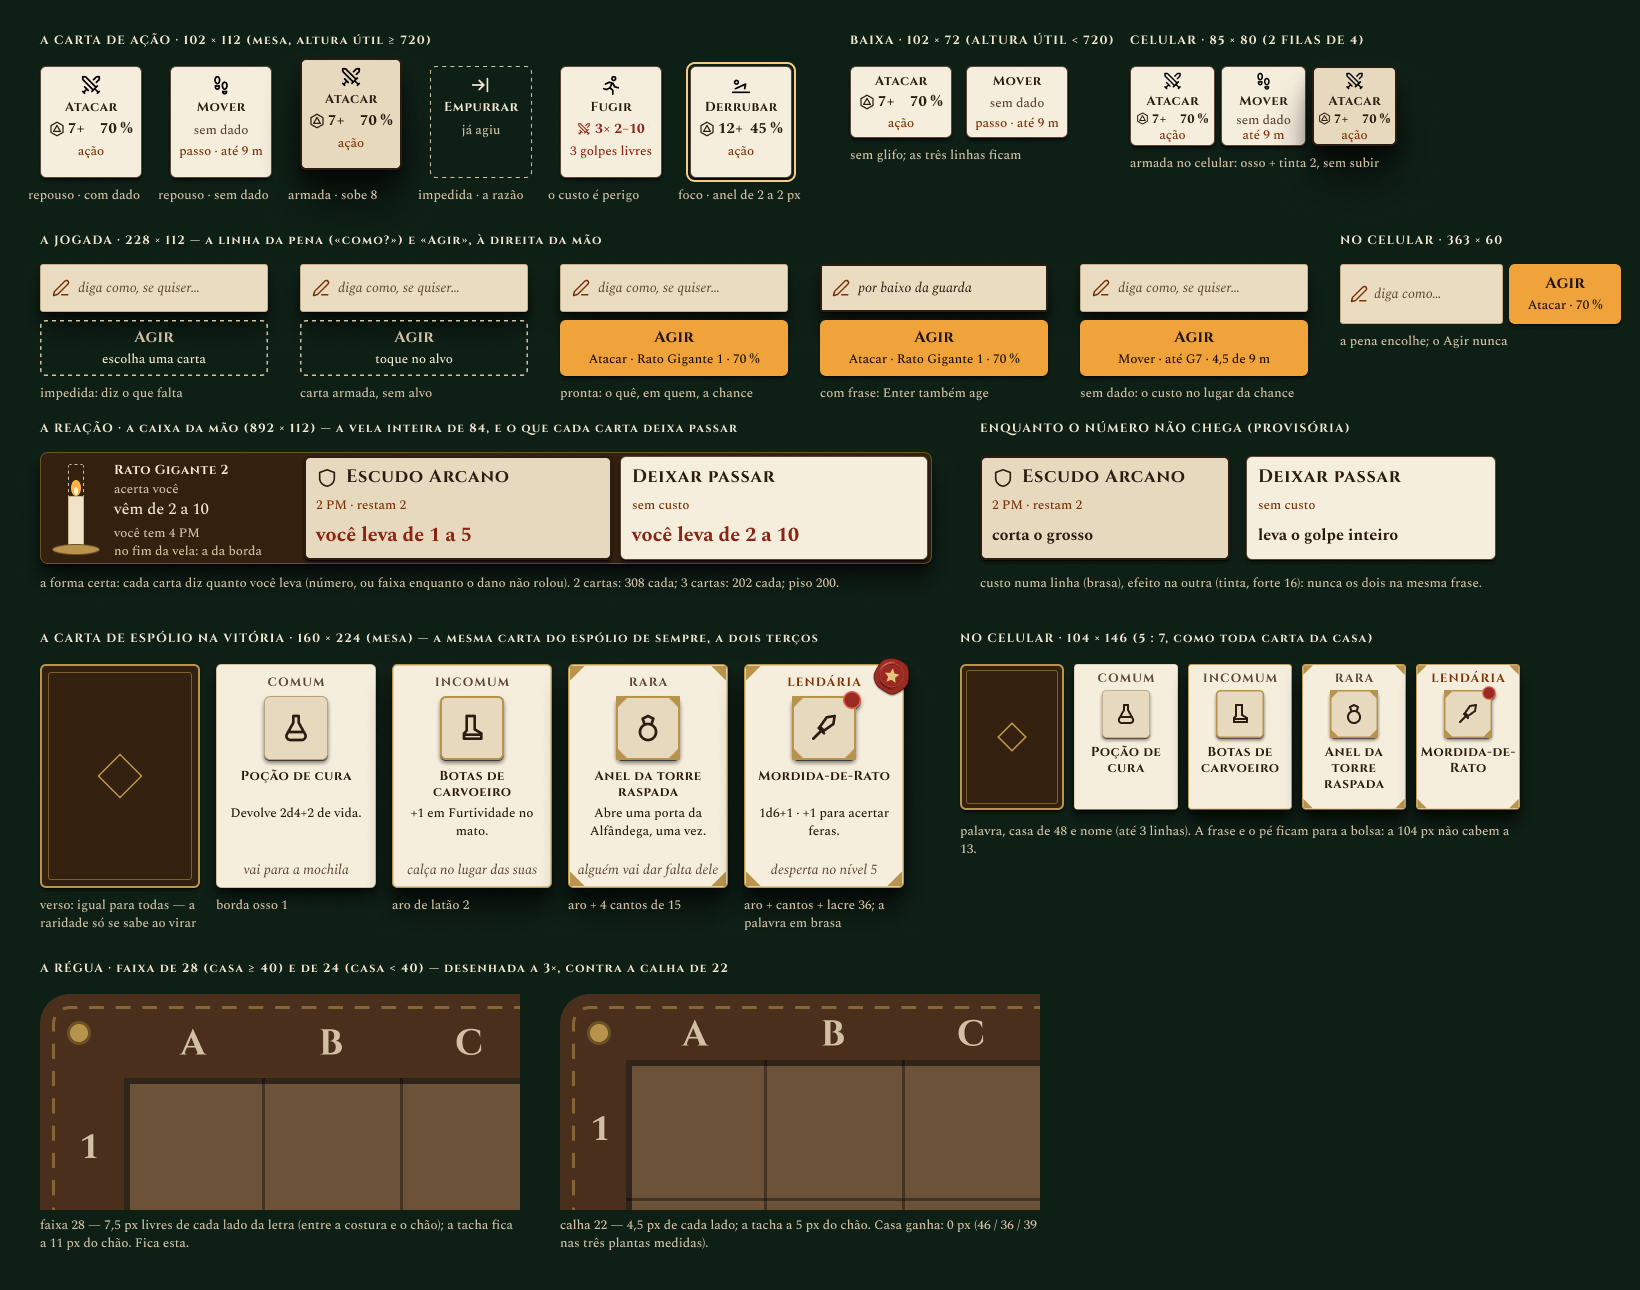 A CARTA DE AÇÃO · 102 × 112 (MESA, ALTURA ÚTIL ≥ 720)
ATACAR
7+ 70 %
ação
repouso · com dado
MOVER
sem dado
passo · até 9 m
repouso · sem dado
ATACAR
7+ 70 %
ação
armada · sobe 8
EMPURRAR
já agiu
impedida · a razão
FUGIR
3× 2–10
3 golpes livres
o custo é perigo
DERRUBAR
12+ 45 %
ação
foco · anel de 2 a 2 px
BAIXA · 102 × 72 (ALTURA ÚTIL < 720)
ATACAR
7+ 70 %
ação
MOVER
sem dado
passo · até 9 m
sem glifo; as três linhas ficam
CELULAR · 85 × 80 (2 FILAS DE 4)
ATACAR
7+ 70 %
ação
MOVER
sem dado
até 9 m
ATACAR
7+ 70 %
ação
armada no celular: osso + tinta 2, sem subir
A JOGADA · 228 × 112 — A LINHA DA PENA («COMO?») E «AGIR», À DIREITA DA MÃO
diga como, se quiser...
AGIR
escolha uma carta
impedida: diz o que falta
diga como, se quiser...
AGIR
toque no alvo
carta armada, sem alvo
diga como, se quiser...
AGIR
Atacar · Rato Gigante 1 · 70 %
pronta: o quê, em quem, a chance
por baixo da guarda
AGIR
Atacar · Rato Gigante 1 · 70 %
com frase: Enter também age
diga como, se quiser...
AGIR
Mover · até G7 · 4,5 de 9 m
sem dado: o custo no lugar da chance
NO CELULAR · 363 × 60
diga como...
AGIR
Atacar · 70 %
a pena encolhe; o Agir nunca
A REAÇÃO · A CAIXA DA MÃO (892 × 112) — A VELA INTEIRA DE 84, E O QUE CADA CARTA DEIXA PASSAR
RATO GIGANTE 2
acerta você
vêm de 2 a 10
você tem 4 PM
no fim da vela: a da borda
ESCUDO ARCANO
2 PM · restam 2
você leva de 1 a 5
DEIXAR PASSAR
sem custo
você leva de 2 a 10
a forma certa: cada carta diz quanto você leva (número, ou faixa enquanto o dano não rolou). 2 cartas: 308 cada; 3 cartas: 202 cada; piso 200.
ENQUANTO O NÚMERO NÃO CHEGA (PROVISÓRIA)
ESCUDO ARCANO
2 PM · restam 2
corta o grosso
DEIXAR PASSAR
sem custo
leva o golpe inteiro
custo numa linha (brasa), efeito na outra (tinta, forte 16): nunca os dois na mesma frase.
A CARTA DE ESPÓLIO NA VITÓRIA · 160 × 224 (MESA) — A MESMA CARTA DO ESPÓLIO DE SEMPRE, A DOIS TERÇOS
verso: igual para todas — a
raridade só se sabe ao virar
COMUM
POÇÃO DE CURA
Devolve 2d4+2 de vida.
vai para a mochila
borda osso 1
INCOMUM
BOTAS DE
CARVOEIRO
+1 em Furtividade no
mato.
calça no lugar das suas
aro de latão 2
RARA
ANEL DA TORRE
RASPADA
Abre uma porta da
Alfândega, uma vez.
alguém vai dar falta dele
aro + 4 cantos de 15
LENDÁRIA
MORDIDA-DE-RATO
1d6+1 · +1 para acertar
feras.
desperta no nível 5
aro + cantos + lacre 36; a
palavra em brasa
NO CELULAR · 104 × 146 (5 : 7, COMO TODA CARTA DA CASA)
COMUM
POÇÃO DE
CURA
INCOMUM
BOTAS DE
CARVOEIRO
RARA
ANEL DA
TORRE
RASPADA
LENDÁRIA
MORDIDA-DE-
RATO
palavra, casa de 48 e nome (até 3 linhas). A frase e o pé ficam para a bolsa: a 104 px não cabem a
13.
A RÉGUA · FAIXA DE 28 (CASA ≥ 40) E DE 24 (CASA < 40) — DESENHADA A 3×, CONTRA A CALHA DE 22
A B C
1
faixa 28 — 7,5 px livres de cada lado da letra (entre a costura e o chão); a tacha fica
a 11 px do chão. Fica esta.
A B C
1
calha 22 — 4,5 px de cada lado; a tacha a 5 px do chão. Casa ganha: 0 px (46 / 36 / 39
nas três plantas medidas).